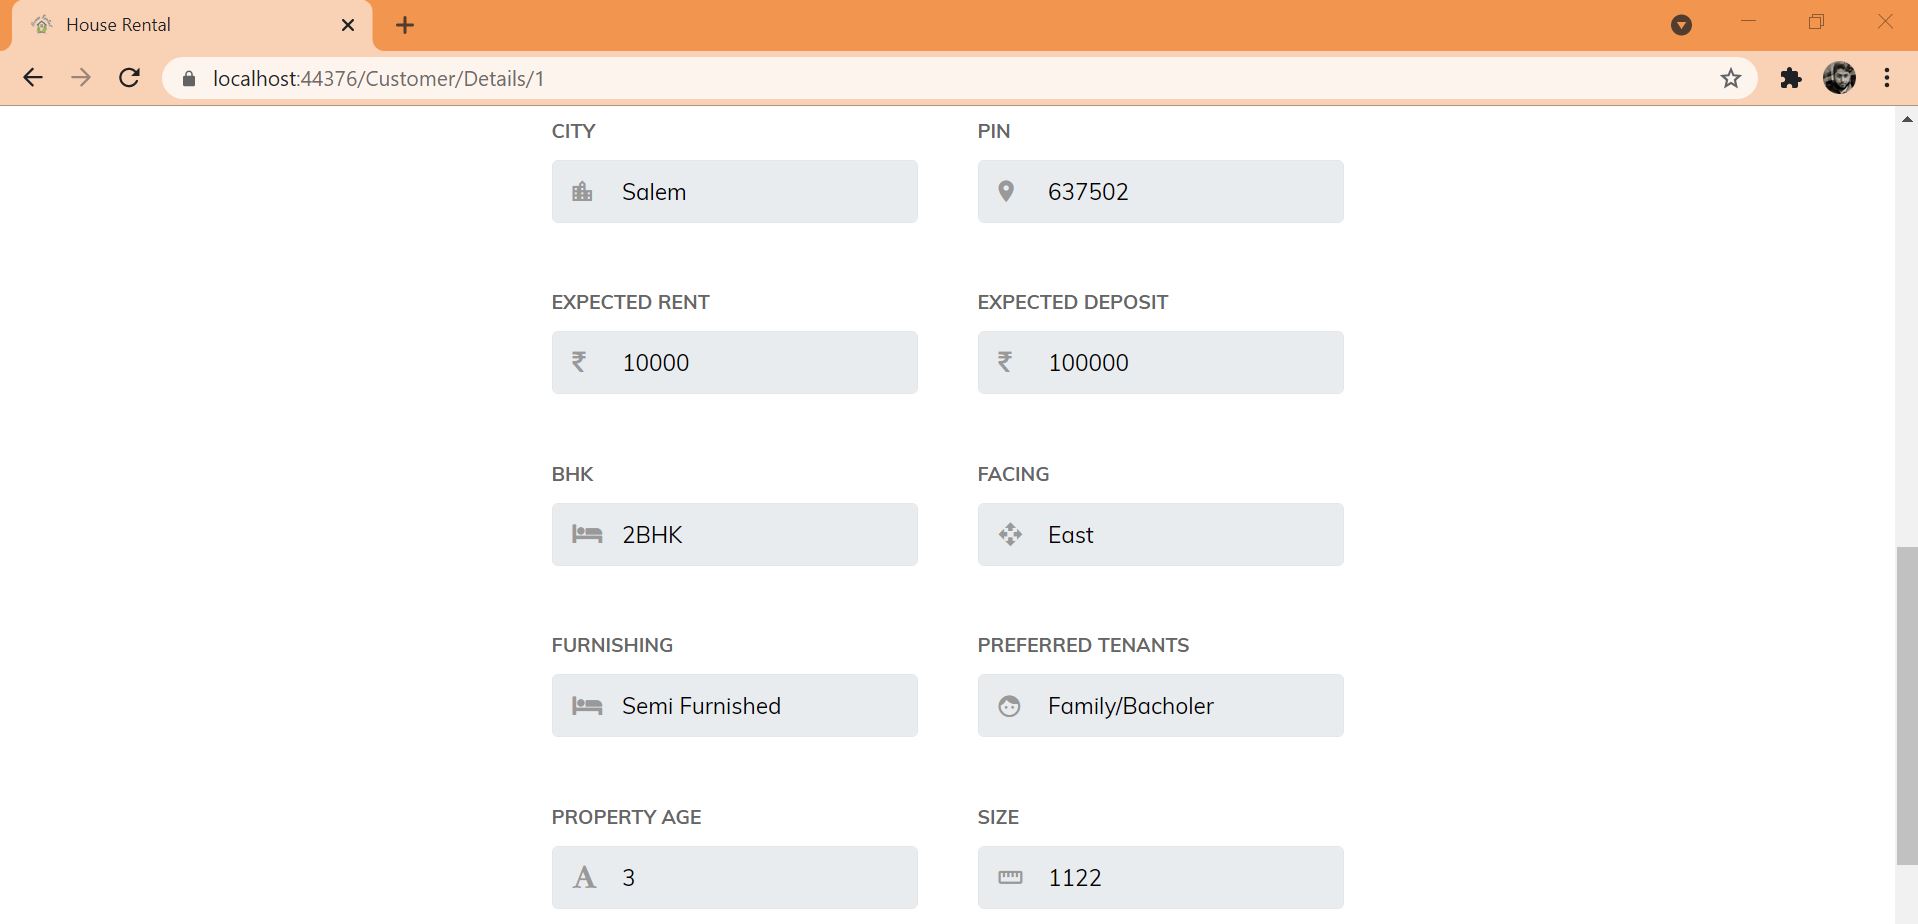 House Rental
localhost:44376/Customer/Details/1
CITY PIN
Salem 637502
EXPECTED RENT EXPECTED DEPOSIT
₹ 10000 ₹ 100000
BHK FACING
2BHK East
FURNISHING PREFERRED TENANTS
Semi Furnished Family/Bacholer
PROPERTY AGE SIZE
A 3 1122